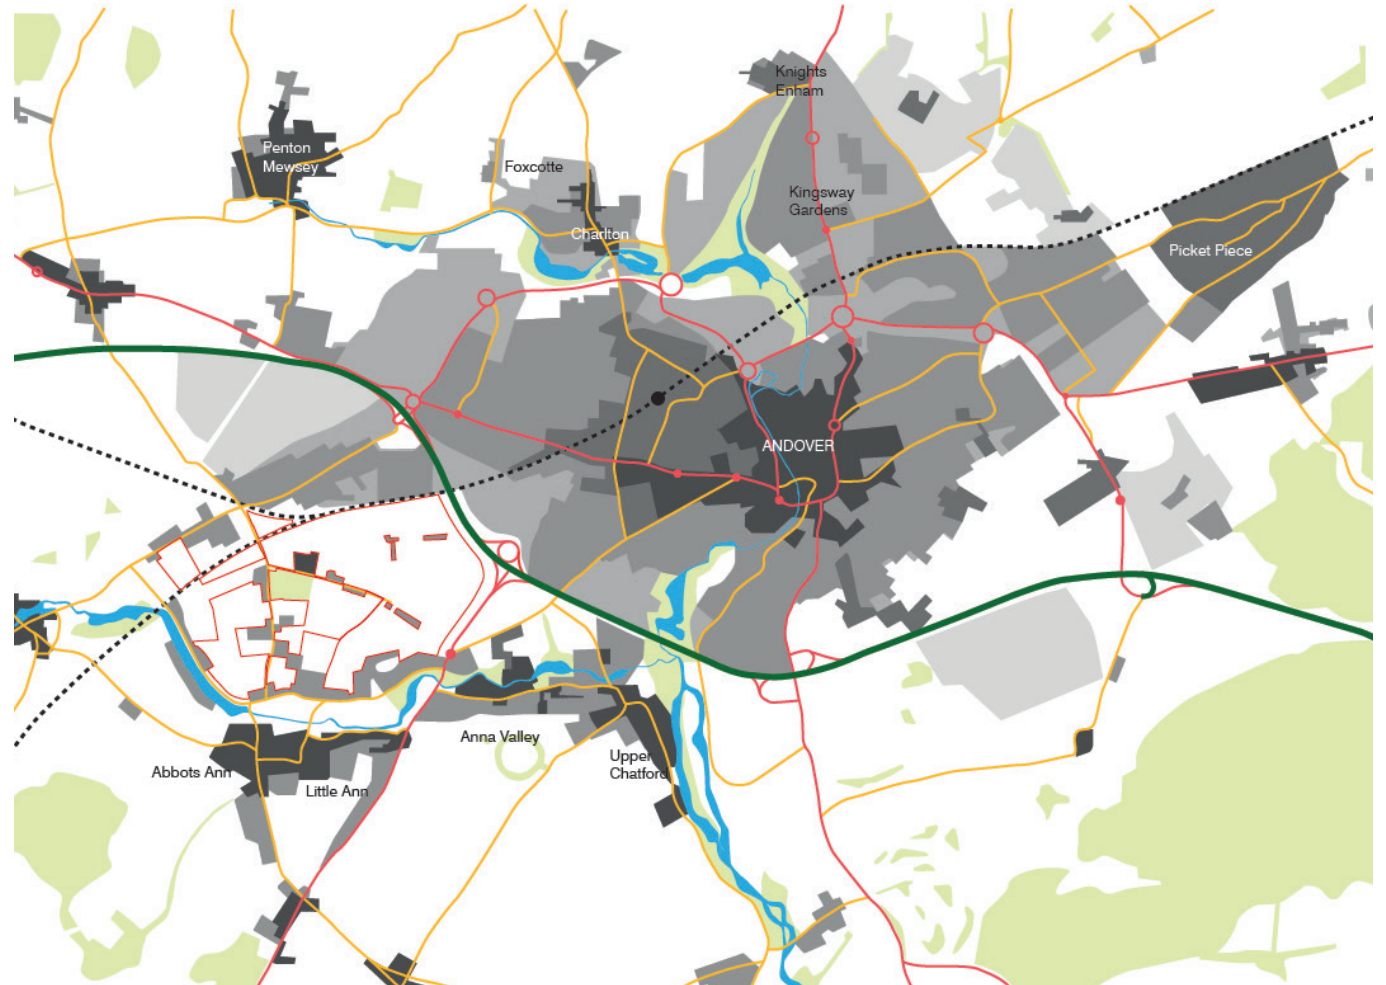 Knights
Enham
Penton
Mewsey
Foxcotte
Kingsway
Gardens
Charlton
Picket Piece
ANDOVER
Anna Valley
Abbots Ann
Little Ann
Upper
Chatford